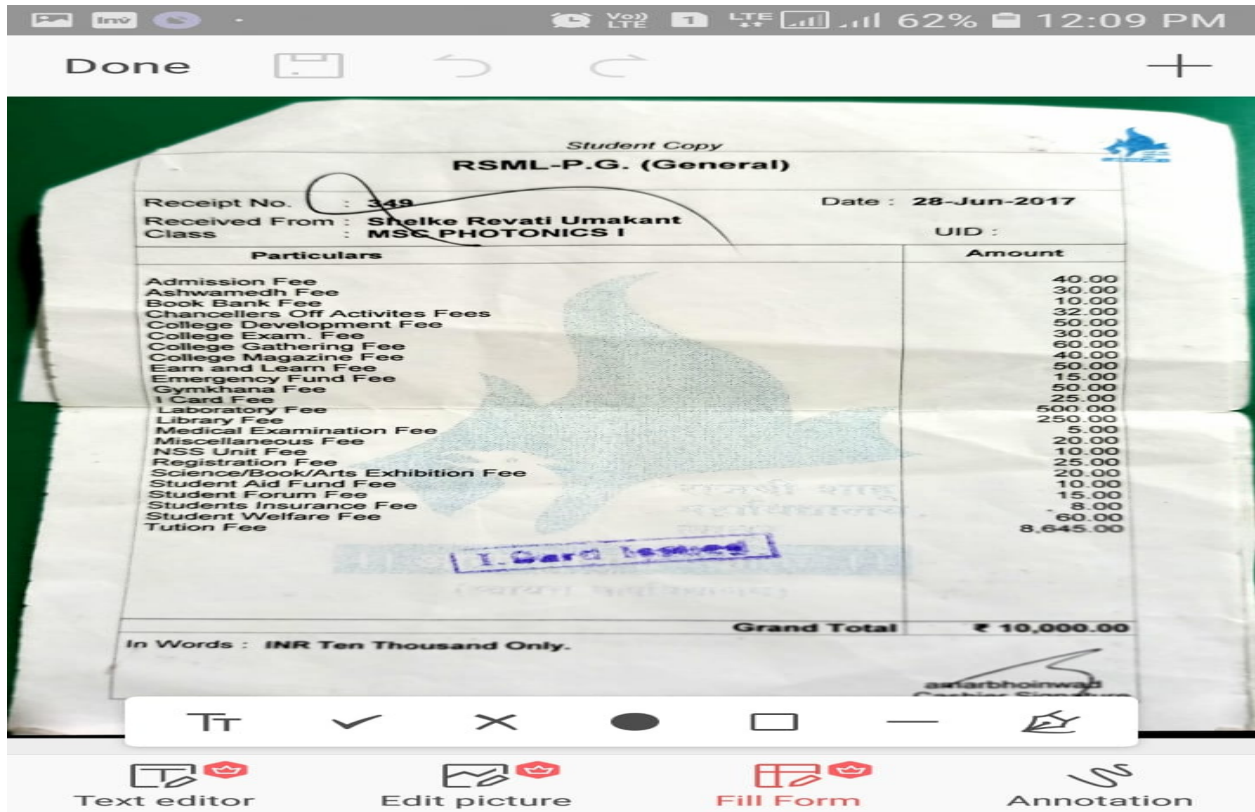 Inv
Vo)) LTE 1 LTE 62% 12:09 PM
Done
Student Copy
RSML-P.G. (General)
Receipt No. : 349 Date : 28-Jun-2017
Received From : Shelke Revati Umakant
Class : MSC PHOTONICS I UID :
Particulars Amount
Admission Fee 40.00
Ashwamedh Fee 30.00
Book Bank Fee 10.00
Chancellers Off Activites Fees 32.00
College Development Fee 50.00
College Exam. Fee 30.00
College Gathering Fee 60.00
College Magazine Fee 40.00
Earn and Learn Fee 50.00
Emergency Fund Fee 15.00
Gymkhana Fee 50.00
I Card Fee 25.00
Laboratory Fee 500.00
Library Fee 250.00
Medical Examination Fee 5.00
Miscellaneous Fee 20.00
NSS Unit Fee 10.00
Registration Fee 25.00
Science/Book/Arts Exhibition Fee 20.00
Student Aid Fund Fee 10.00
Student Forum Fee 15.00
Students Insurance Fee 8.00
Student Welfare Fee 60.00
Tution Fee 8,645.00
I.Card Issued
Grand Total ₹ 10,000.00
In Words : INR Ten Thousand Only.
amarbhoinwad
Cashier Signature
Text editor Edit picture Fill Form Annotation